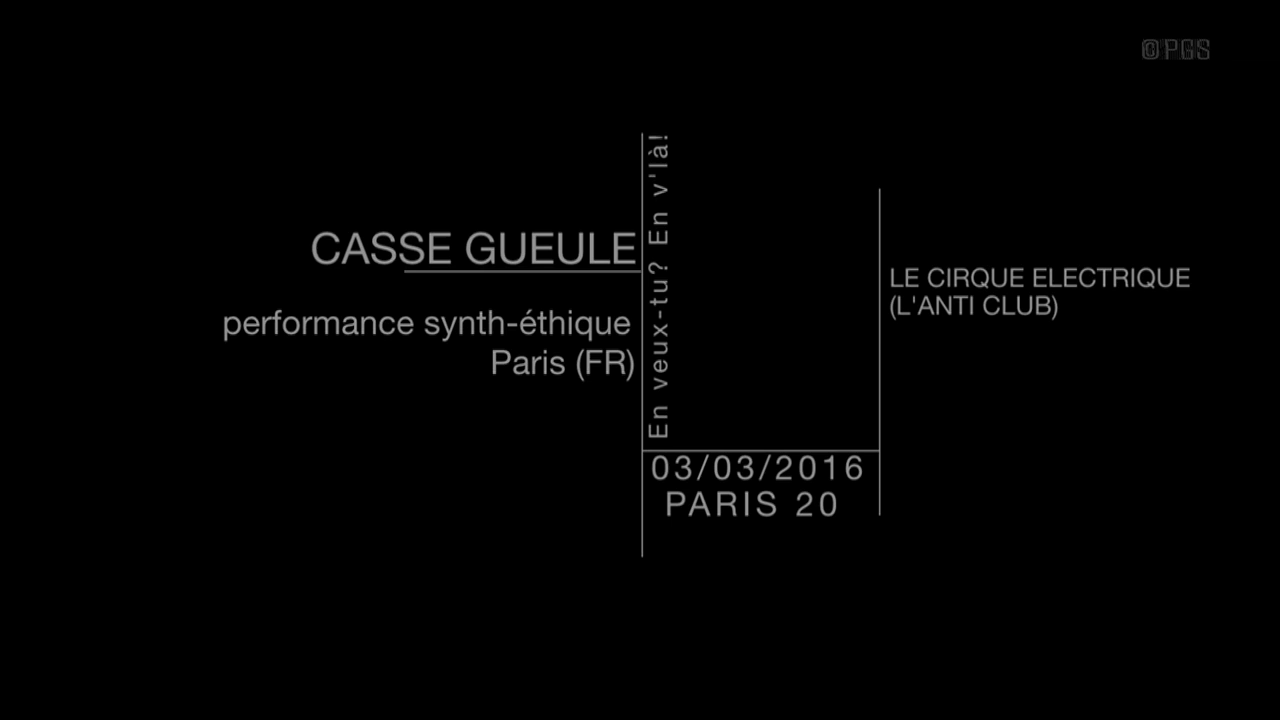 ©PGS
CASSE GUEULE
performance synth-éthique
Paris (FR)
En veux-tu? En v'là!
03/03/2016
PARIS 20
LE CIRQUE ELECTRIQUE
(L'ANTI CLUB)